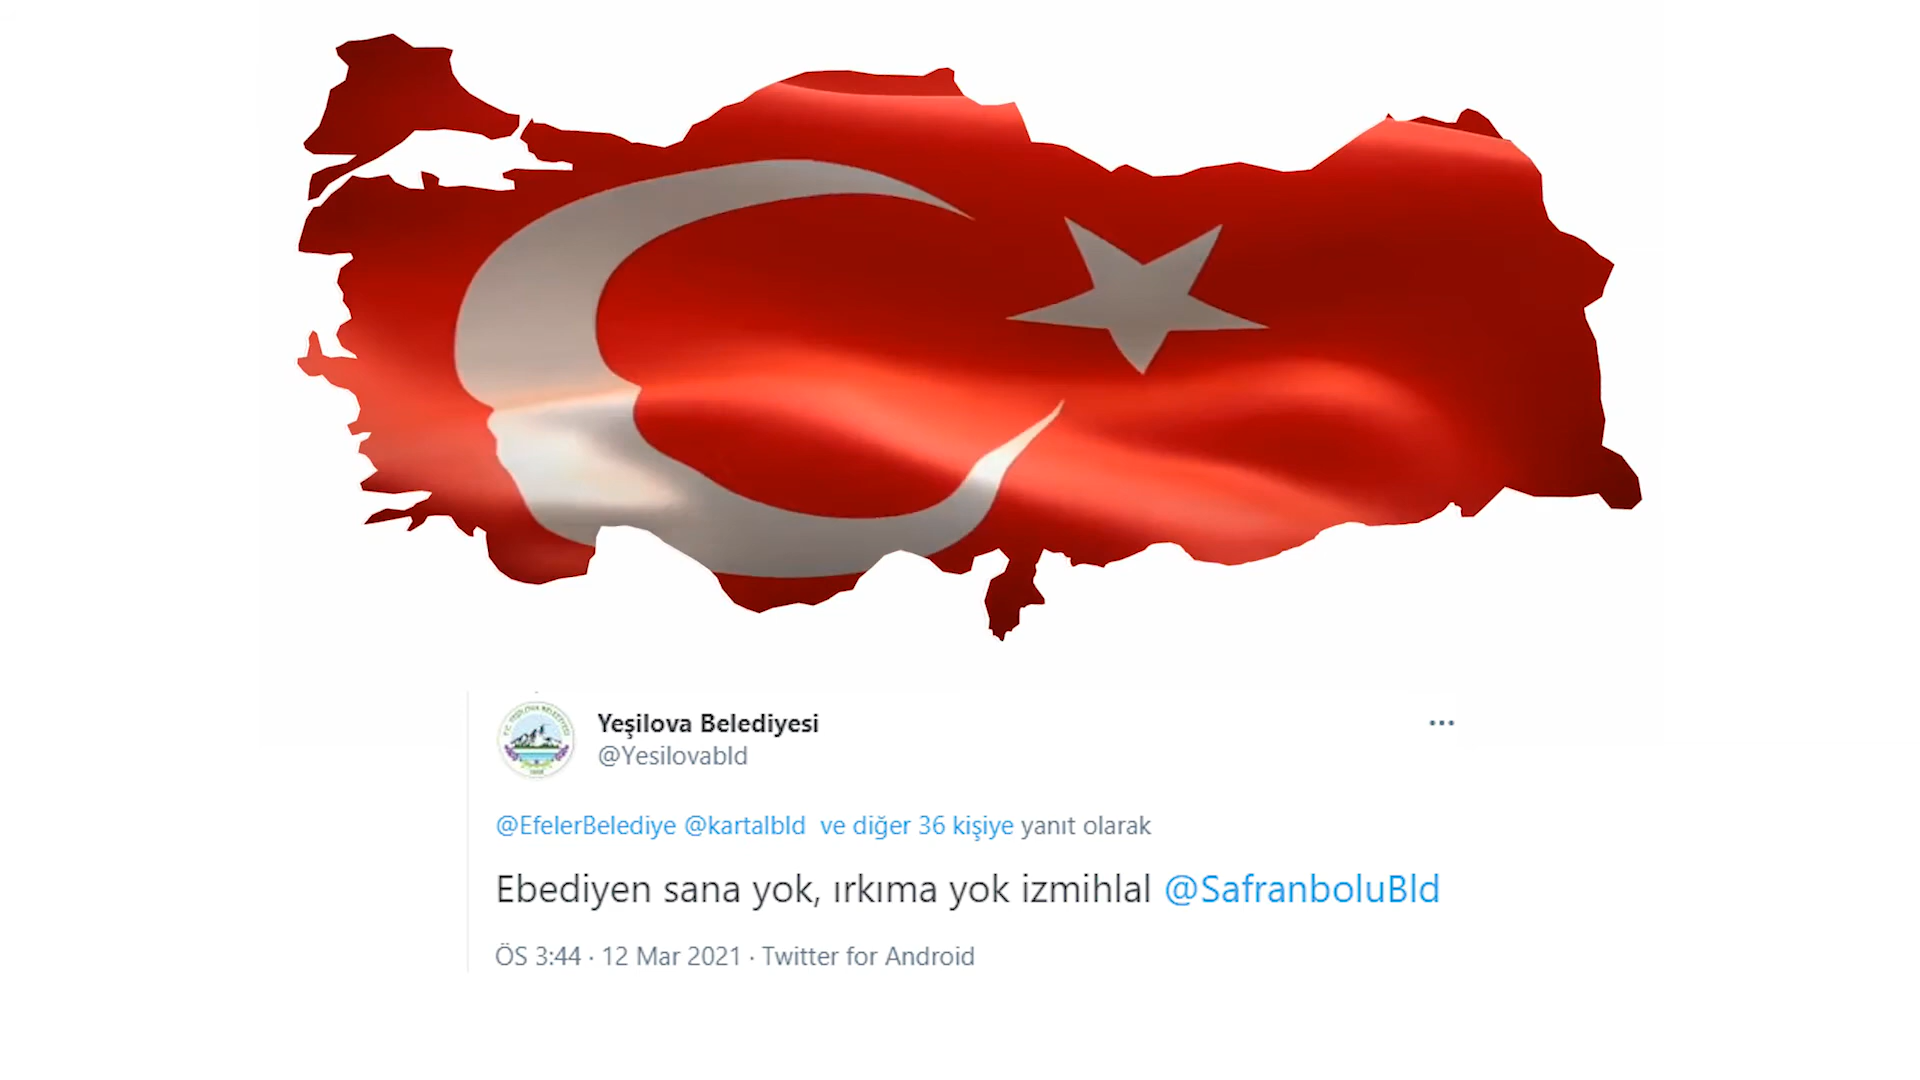 Yeşilova Belediyesi
@Yesilovabld
@EfelerBelediye @kartalbld ve diğer 36 kişiye yanıt olarak
Ebediyen sana yok, ırkıma yok izmihlal @SafranboluBld
ÖS 3:44 · 12 Mar 2021 · Twitter for Android